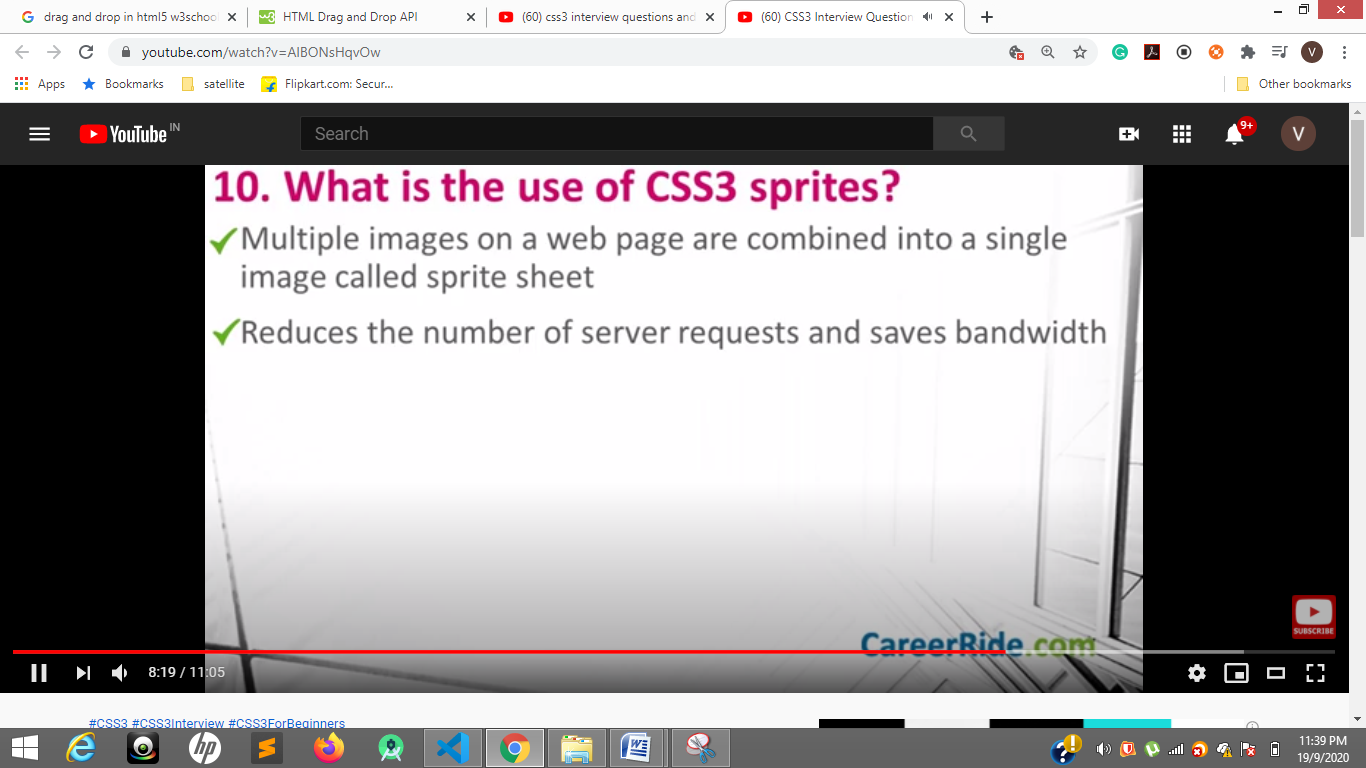 drag and drop in html5 w3school
HTML Drag and Drop API
(60) css3 interview questions and
(60) CSS3 Interview Question
youtube.com/watch?v=AlBONsHqvOw
V
Apps
Bookmarks
satellite
Flipkart.com: Secur...
Other bookmarks
YouTube IN
Search
9+
V
10. What is the use of CSS3 sprites?
Multiple images on a web page are combined into a single
image called sprite sheet
Reduces the number of server requests and saves bandwidth
SUBSCRIBE
CareerRide.com
8:19 / 11:05
#CSS3 #CSS3Interview #CSS3ForBeginners
11:39 PM
19/9/2020